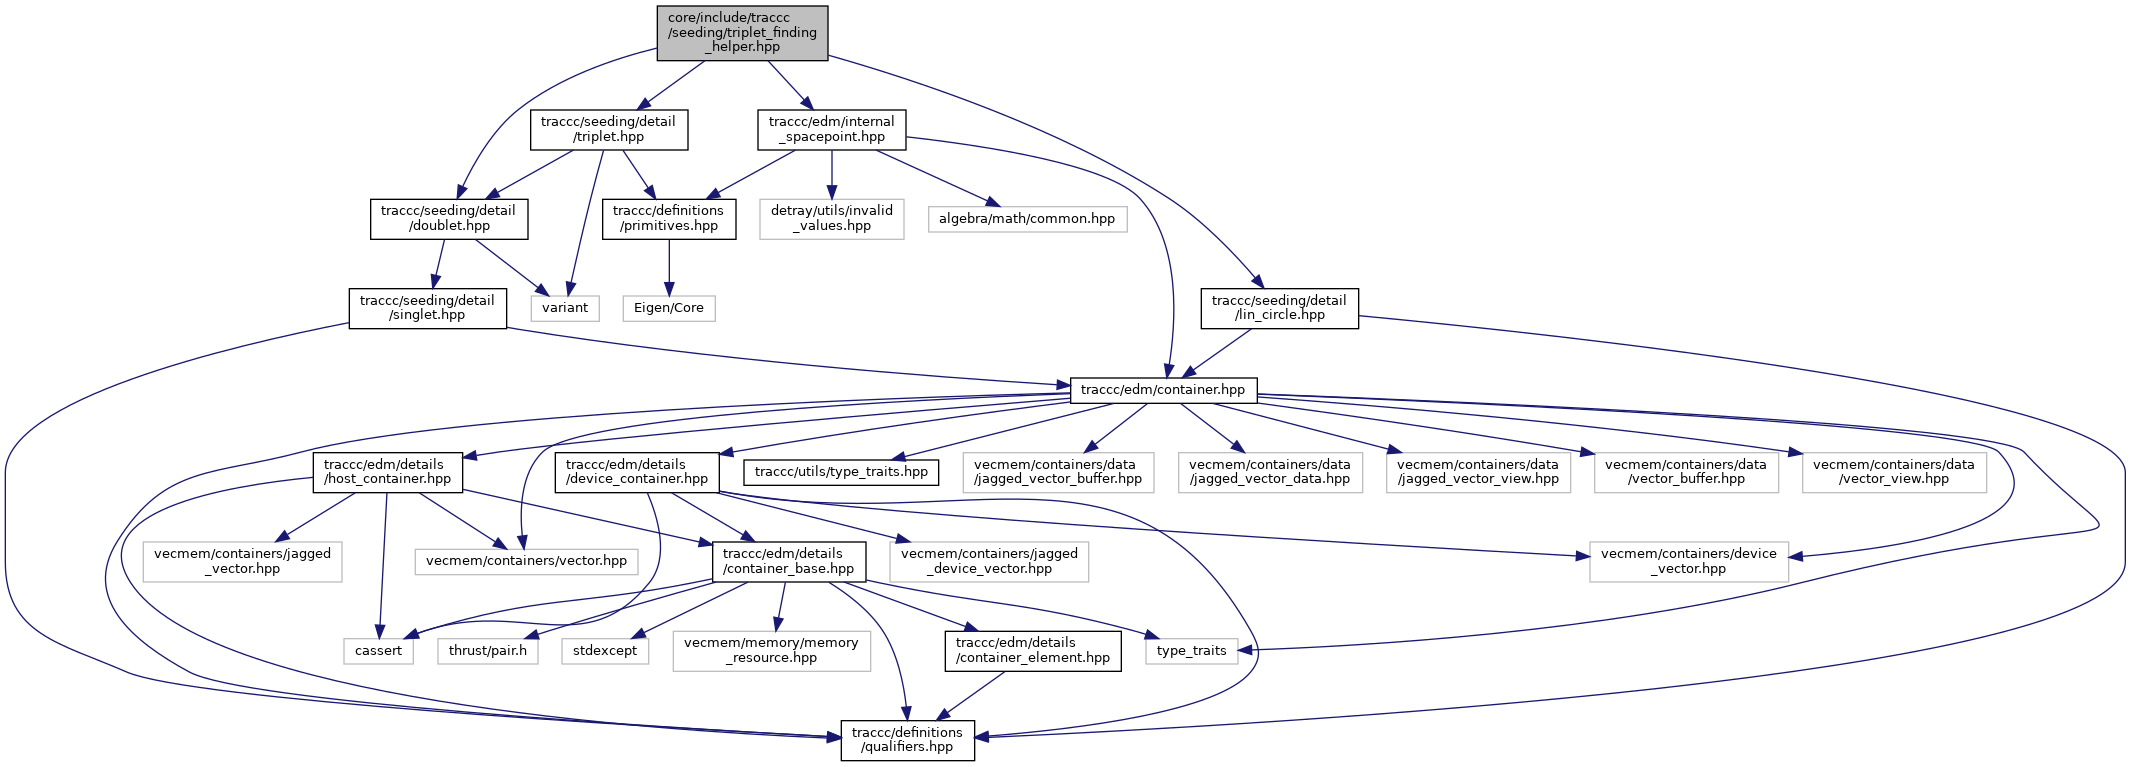 core/include/traccc
/seeding/triplet_finding
_helper.hpp
traccc/seeding/detail
/triplet.hpp
traccc/edm/internal
_spacepoint.hpp
traccc/seeding/detail
/doublet.hpp
traccc/definitions
/primitives.hpp
detray/utils/invalid
_values.hpp
algebra/math/common.hpp
traccc/seeding/detail
/singlet.hpp
variant
Eigen/Core
traccc/seeding/detail
/lin_circle.hpp
traccc/edm/container.hpp
traccc/edm/details
/host_container.hpp
traccc/edm/details
/device_container.hpp
traccc/utils/type_traits.hpp
vecmem/containers/data
/jagged_vector_buffer.hpp
vecmem/containers/data
/jagged_vector_data.hpp
vecmem/containers/data
/jagged_vector_view.hpp
vecmem/containers/data
/vector_buffer.hpp
vecmem/containers/data
/vector_view.hpp
vecmem/containers/jagged
_vector.hpp
vecmem/containers/vector.hpp
traccc/edm/details
/container_base.hpp
vecmem/containers/jagged
_device_vector.hpp
vecmem/containers/device
_vector.hpp
cassert
thrust/pair.h
stdexcept
vecmem/memory/memory
_resource.hpp
traccc/edm/details
/container_element.hpp
type_traits
traccc/definitions
/qualifiers.hpp